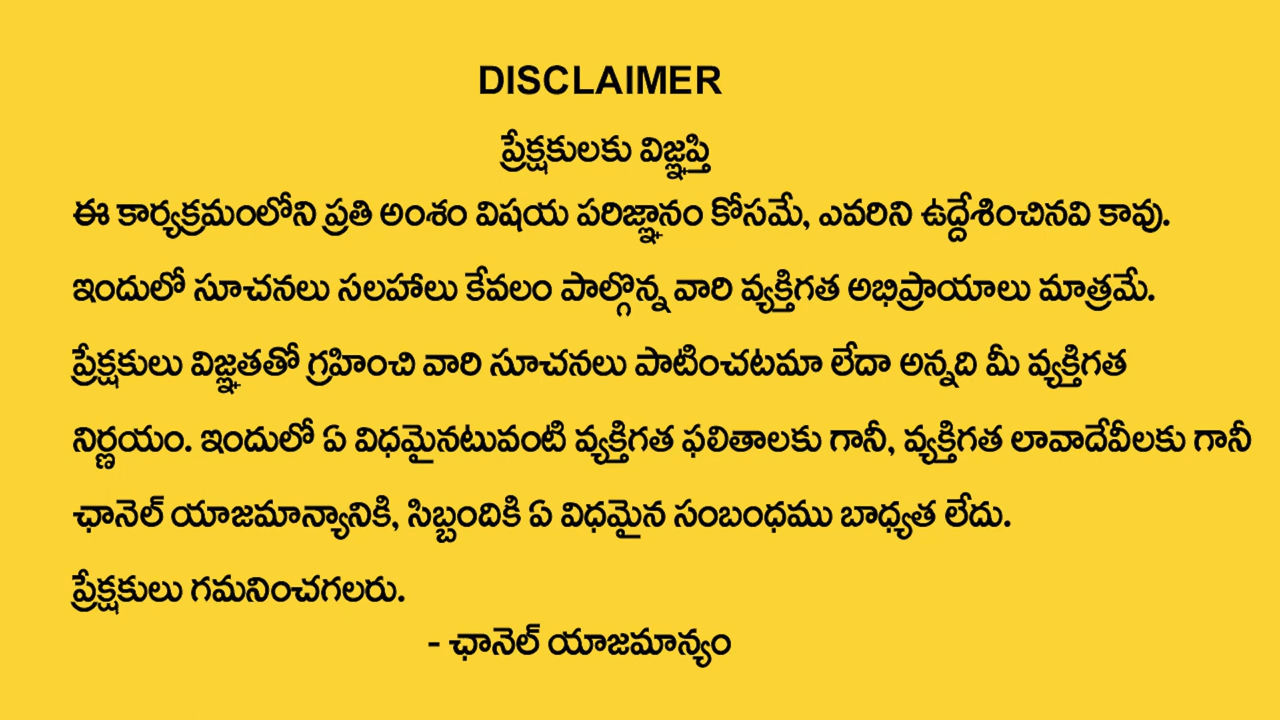 DISCLAIMER
ప్రేక్షకులకు విజ్ఞప్తి
ఈ కార్యక్రమంలోని ప్రతి అంశం విషయ పరిజ్ఞానం కోసమే, ఎవరిని ఉద్దేశించినవి కావు.
ఇందులో సూచనలు సలహాలు కేవలం పాల్గొన్న వారి వ్యక్తిగత అభిప్రాయాలు మాత్రమే.
ప్రేక్షకులు విజ్ఞతతో గ్రహించి వారి సూచనలు పాటించటమా లేదా అన్నది మీ వ్యక్తిగత
నిర్ణయం. ఇందులో ఏ విధమైనటువంటి వ్యక్తిగత ఫలితాలకు గానీ, వ్యక్తిగత లావాదేవీలకు గానీ
ఛానెల్ యాజమాన్యానికి, సిబ్బందికి ఏ విధమైన సంబంధము బాధ్యత లేదు.
ప్రేక్షకులు గమనించగలరు.
- ఛానెల్ యాజమాన్యం